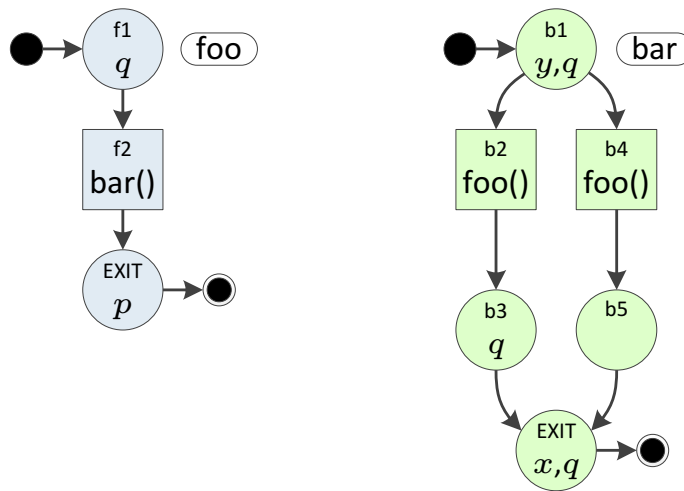 f1
q
foo
f2
bar()
EXIT
p
b1
y,q
bar
b2
foo()
b4
foo()
b3
q
b5
EXIT
x,q